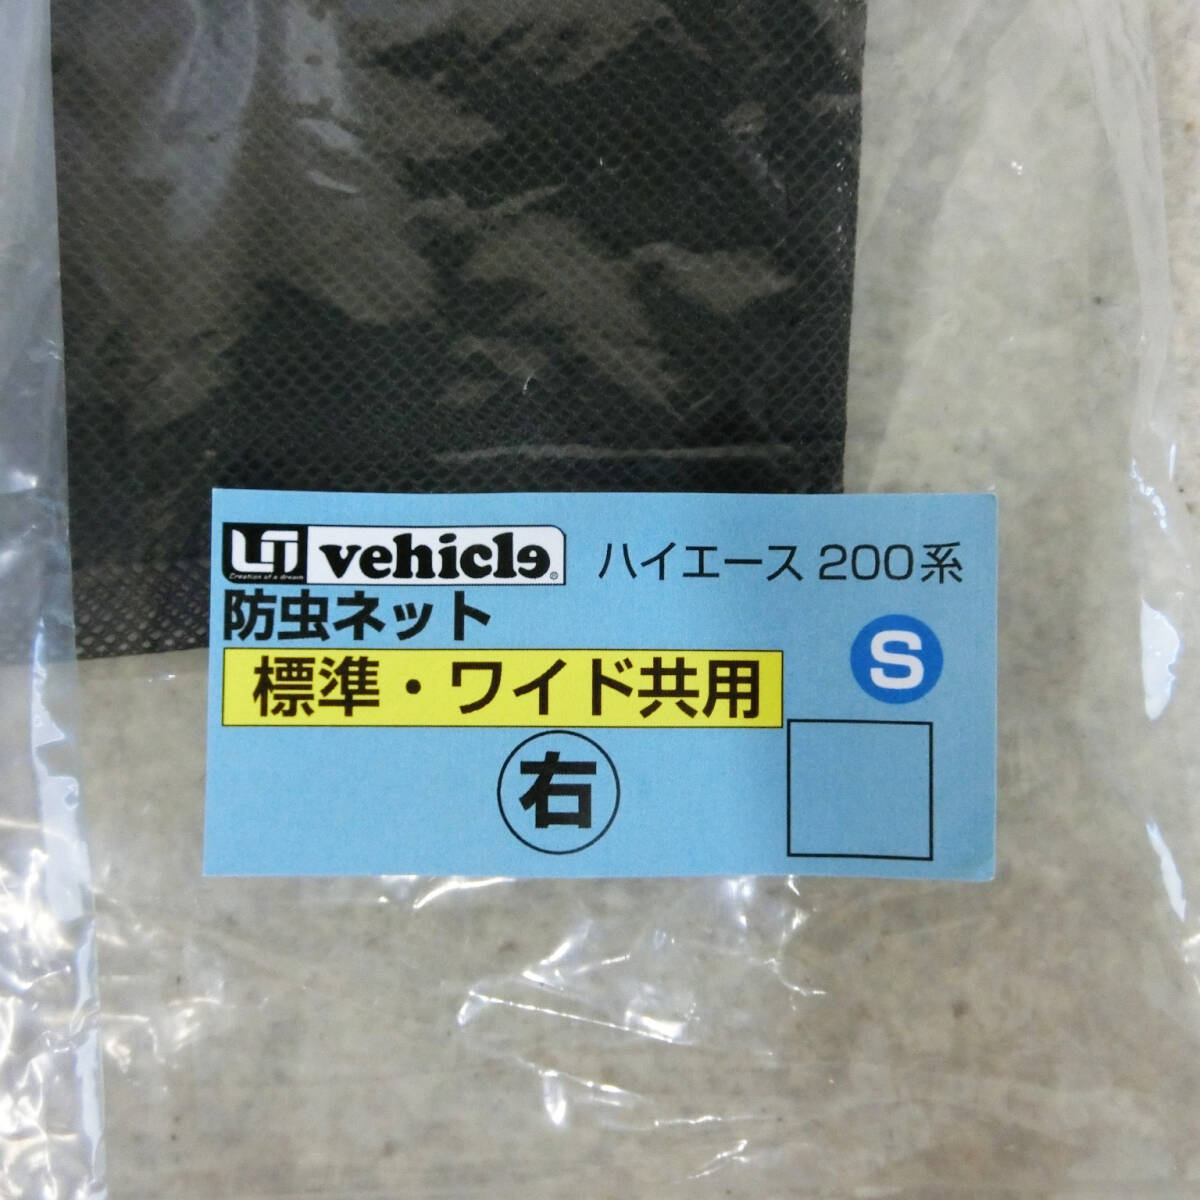 UI vehicle® ハイエース 200系
Creation of a dream
防虫ネット
S
標準・ワイド共用
右